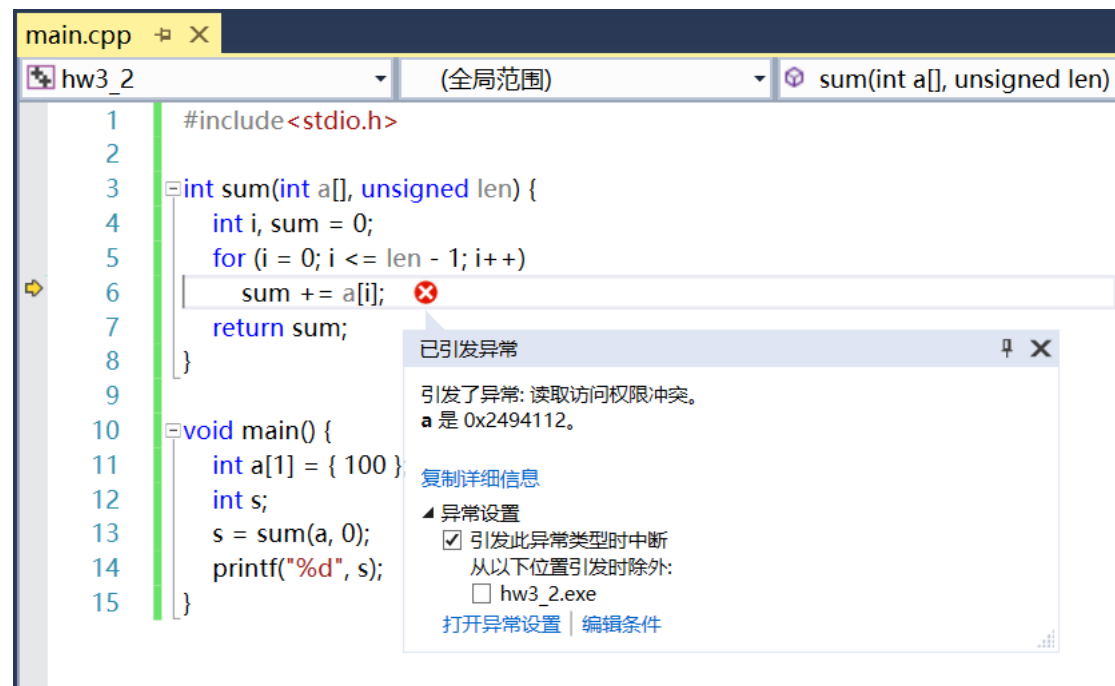 main.cpp
hw3_2 (全局范围) sum(int a[], unsigned len)
1 #include<stdio.h>
2
3 int sum(int a[], unsigned len) {
4 int i, sum = 0;
5 for (i = 0; i <= len - 1; i++)
6 sum += a[i];
7 return sum;
8 }
9
10 void main() {
11 int a[1] = { 100 }
12 int s;
13 s = sum(a, 0);
14 printf("%d", s);
15 }
已引发异常
引发了异常: 读取访问权限冲突。
a 是 0x2494112。
复制详细信息
异常设置
引发此异常类型时中断
从以下位置引发时除外:
hw3_2.exe
打开异常设置 | 编辑条件